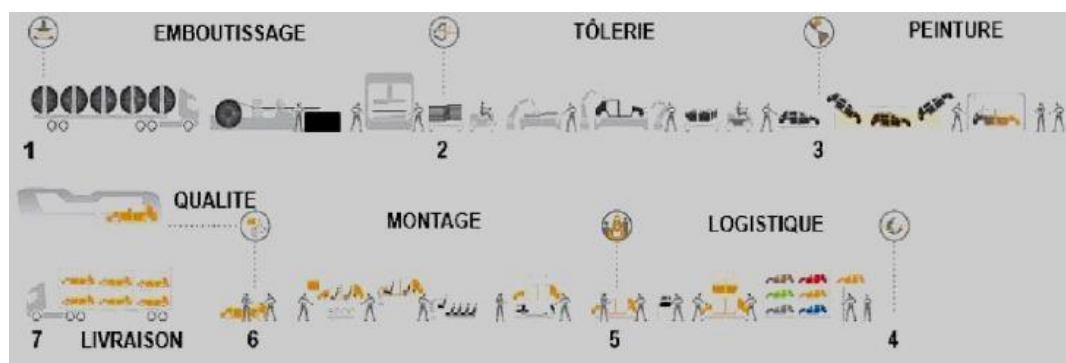 EMBOUTISSAGE TÔLERIE PEINTURE
1 2 3
QUALITE MONTAGE LOGISTIQUE
7 LIVRAISON 6 5 4